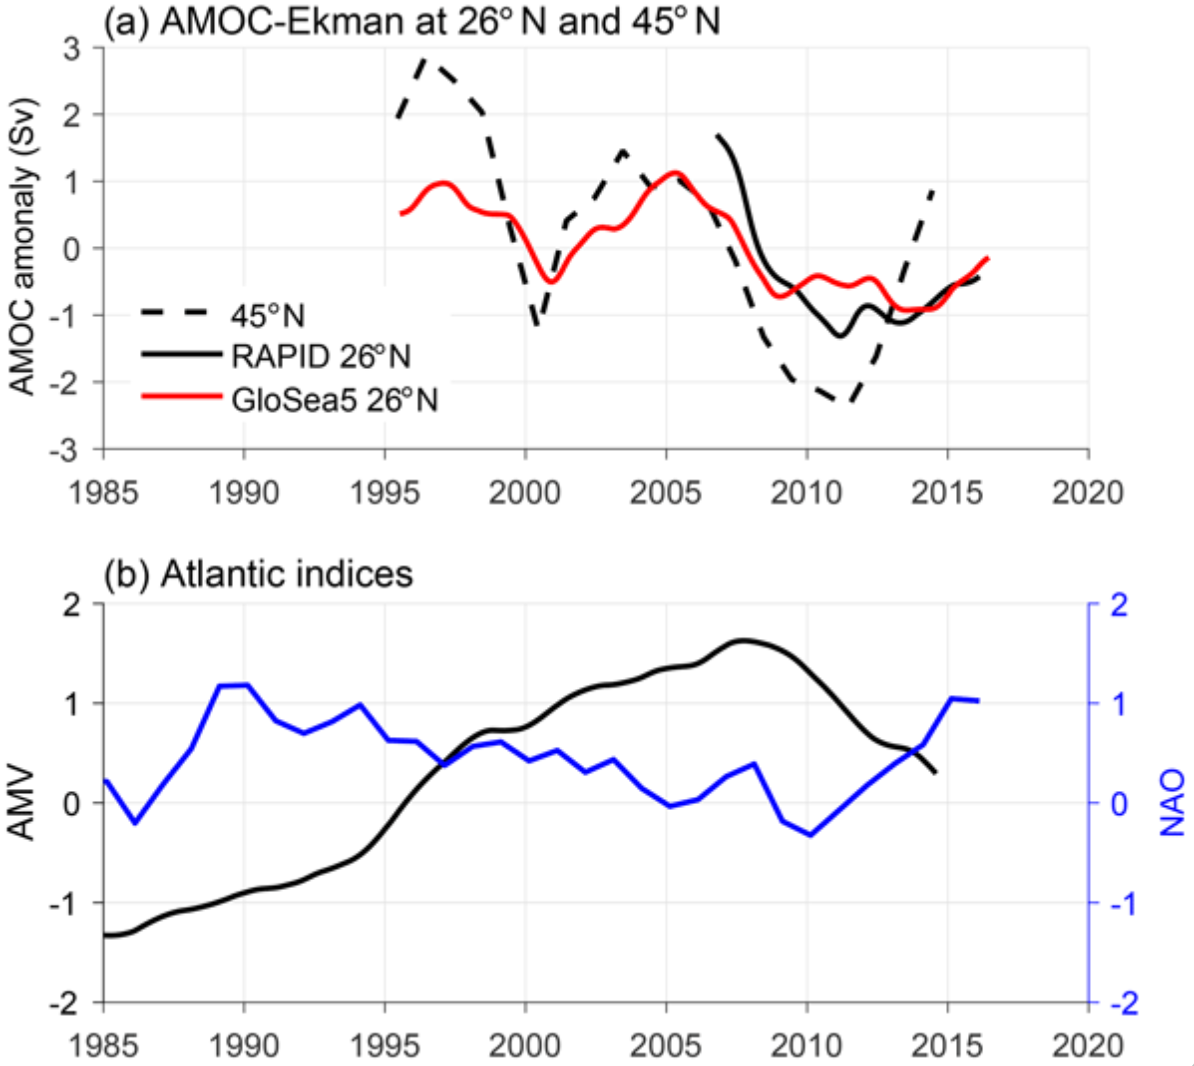 (a) AMOC-Ekman at 26° N and 45° N
AMOC amonaly (Sv)
3
2
1
0
-1
-2
-3
45°N
RAPID 26°N
GloSea5 26°N
1985 1990 1995 2000 2005 2010 2015 2020
(b) Atlantic indices
AMV
2
1
0
-1
-2
2
1
0
-1
-2
NAO
1985 1990 1995 2000 2005 2010 2015 2020